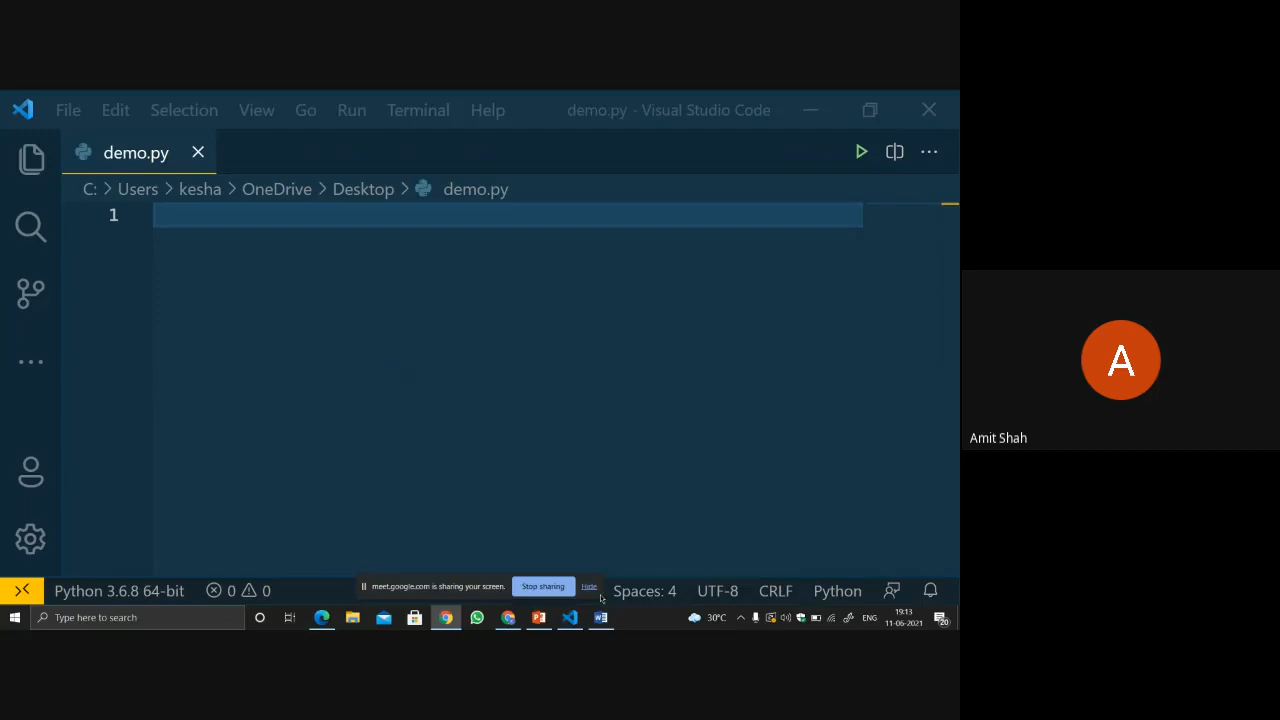 File Edit Selection View Go Run Terminal Help demo.py - Visual Studio Code
demo.py
C: > Users > kesha > OneDrive > Desktop > demo.py
1
A
Amit Shah
meet.google.com is sharing your screen. Stop sharing Hide
Python 3.6.8 64-bit 0 0 Spaces: 4 UTF-8 CRLF Python
Type here to search 30°C ENG 19:13
11-06-2021 20